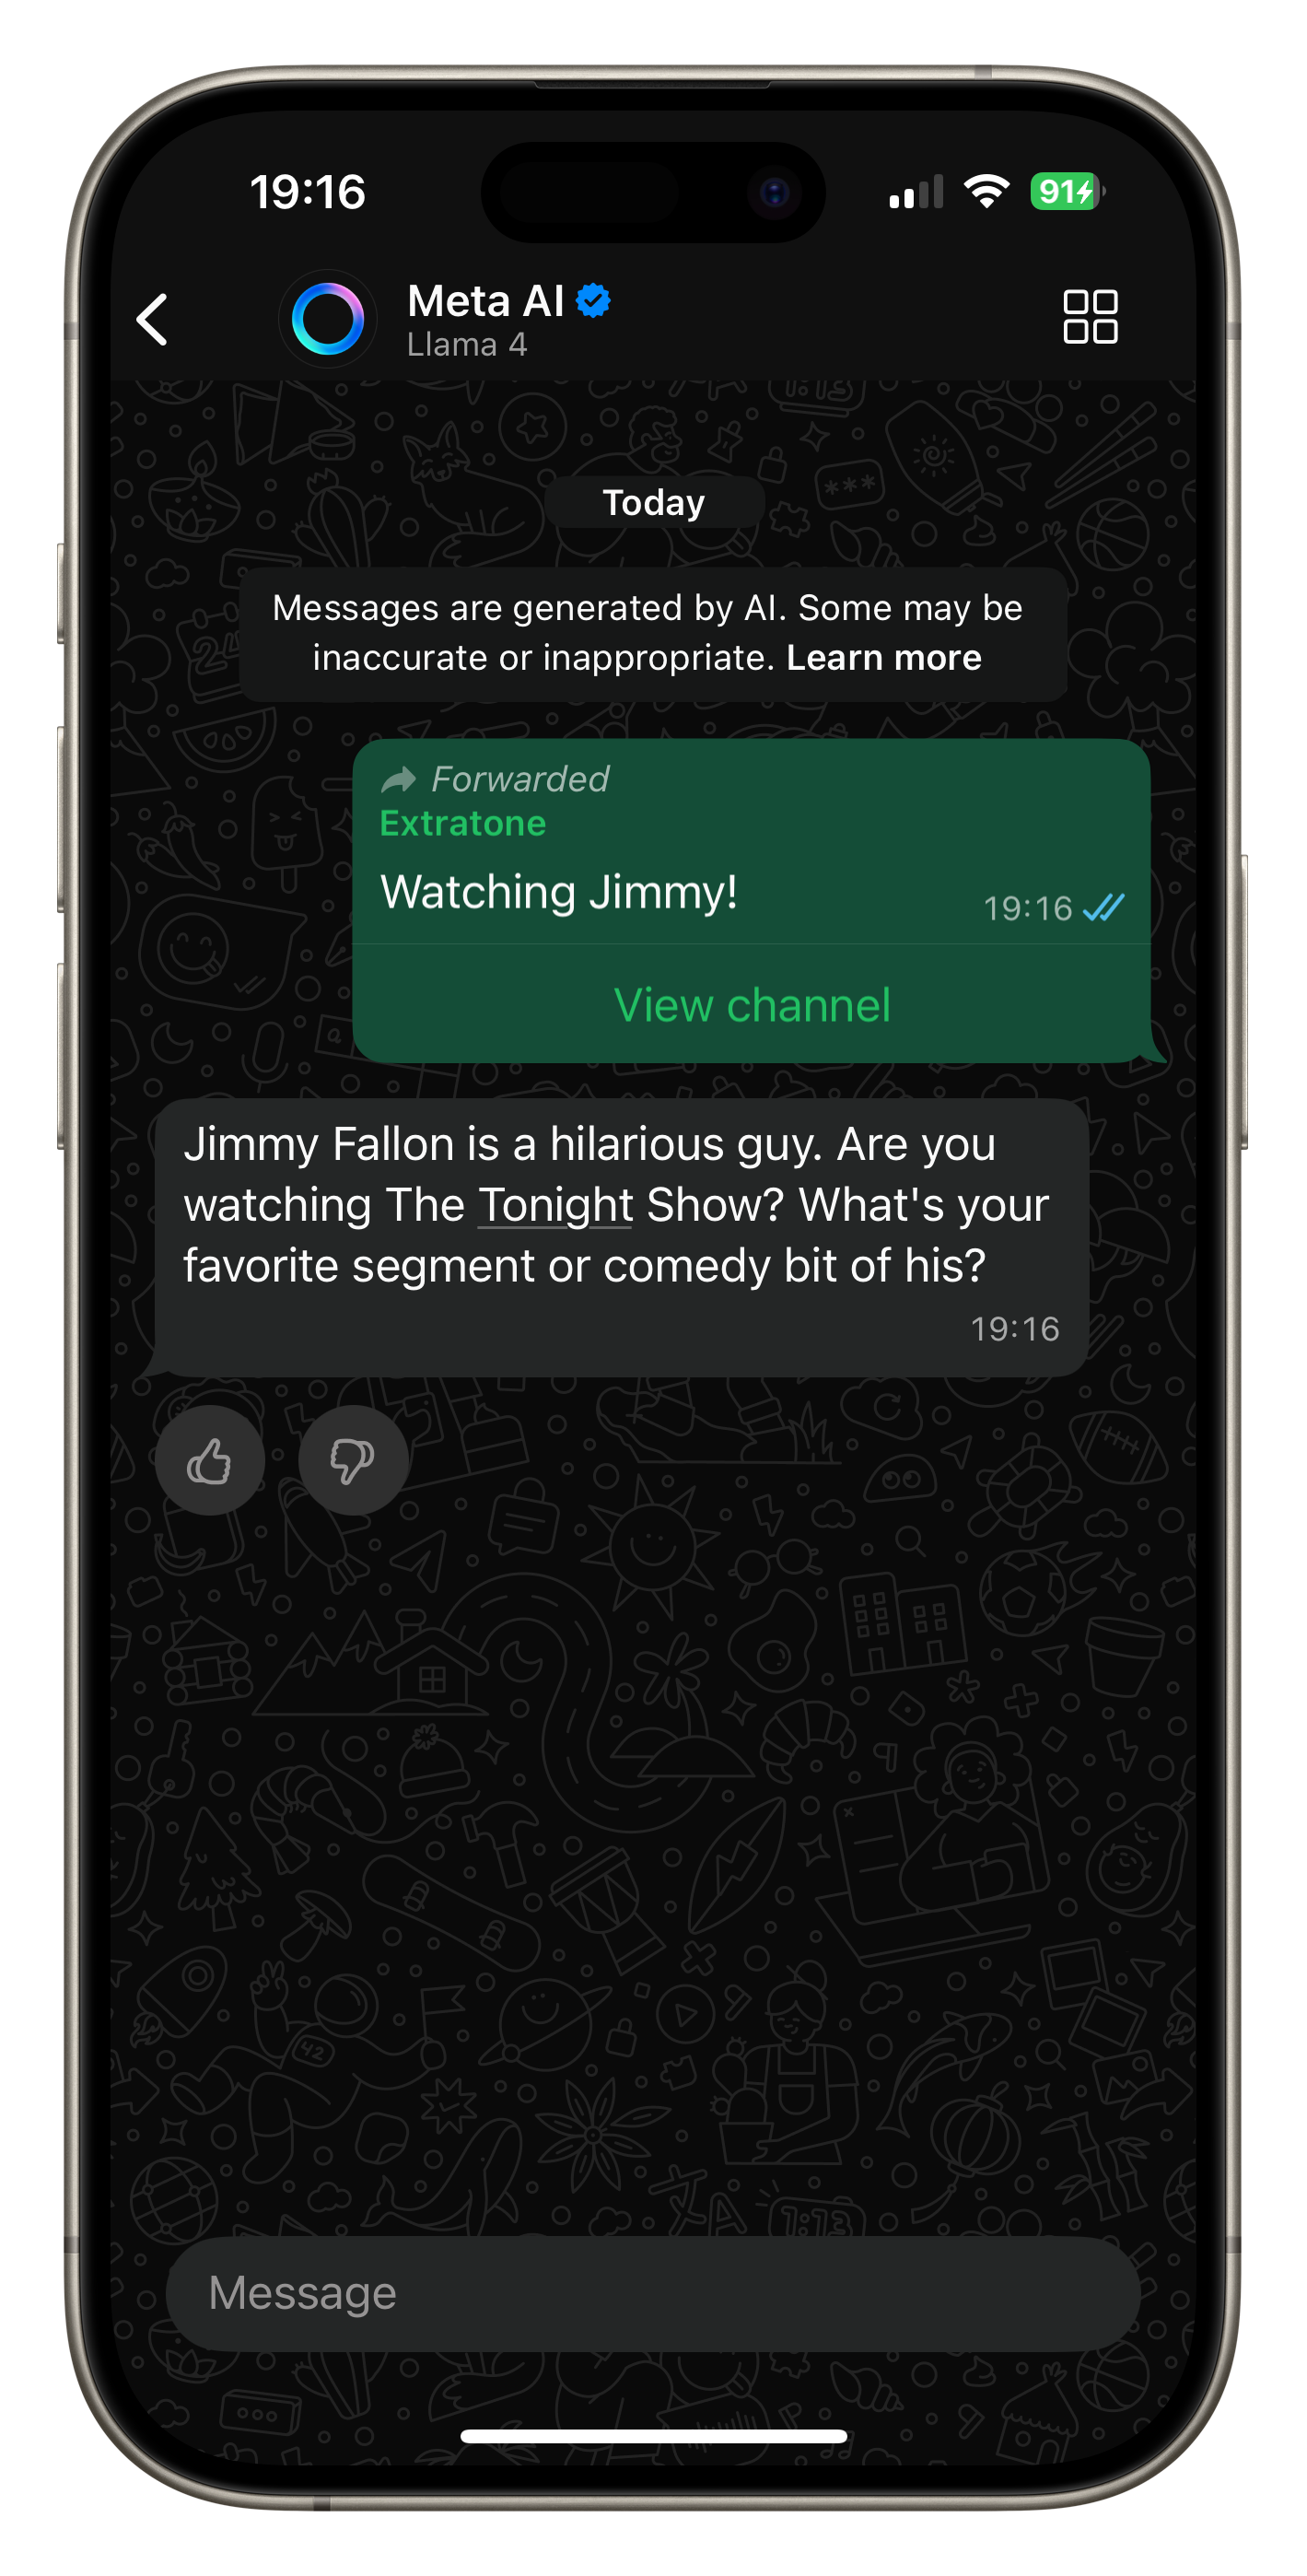 19:16
91
Meta AI
Llama 4
Today
Messages are generated by AI. Some may be
inaccurate or inappropriate. Learn more
Forwarded
Extratone
Watching Jimmy!
19:16
View channel
Jimmy Fallon is a hilarious guy. Are you
watching The Tonight Show? What's your
favorite segment or comedy bit of his?
19:16
Message